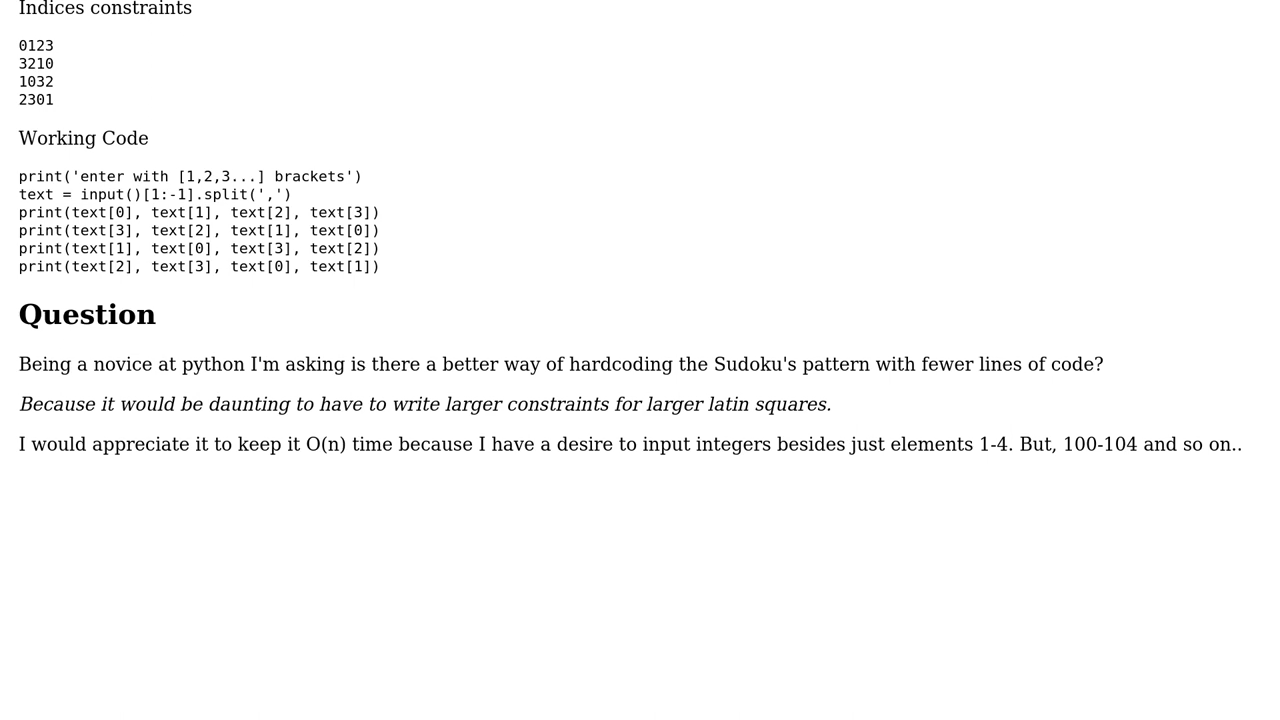 Indices constraints
0123
3210
1032
2301
Working Code
print('enter with [1,2,3...] brackets')
text = input()[1:-1].split(',')
print(text[0], text[1], text[2], text[3])
print(text[3], text[2], text[1], text[0])
print(text[1], text[0], text[3], text[2])
print(text[2], text[3], text[0], text[1])
Question
Being a novice at python I'm asking is there a better way of hardcoding the Sudoku's pattern with fewer lines of code?
Because it would be daunting to have to write larger constraints for larger latin squares.
I would appreciate it to keep it O(n) time because I have a desire to input integers besides just elements 1-4. But, 100-104 and so on..